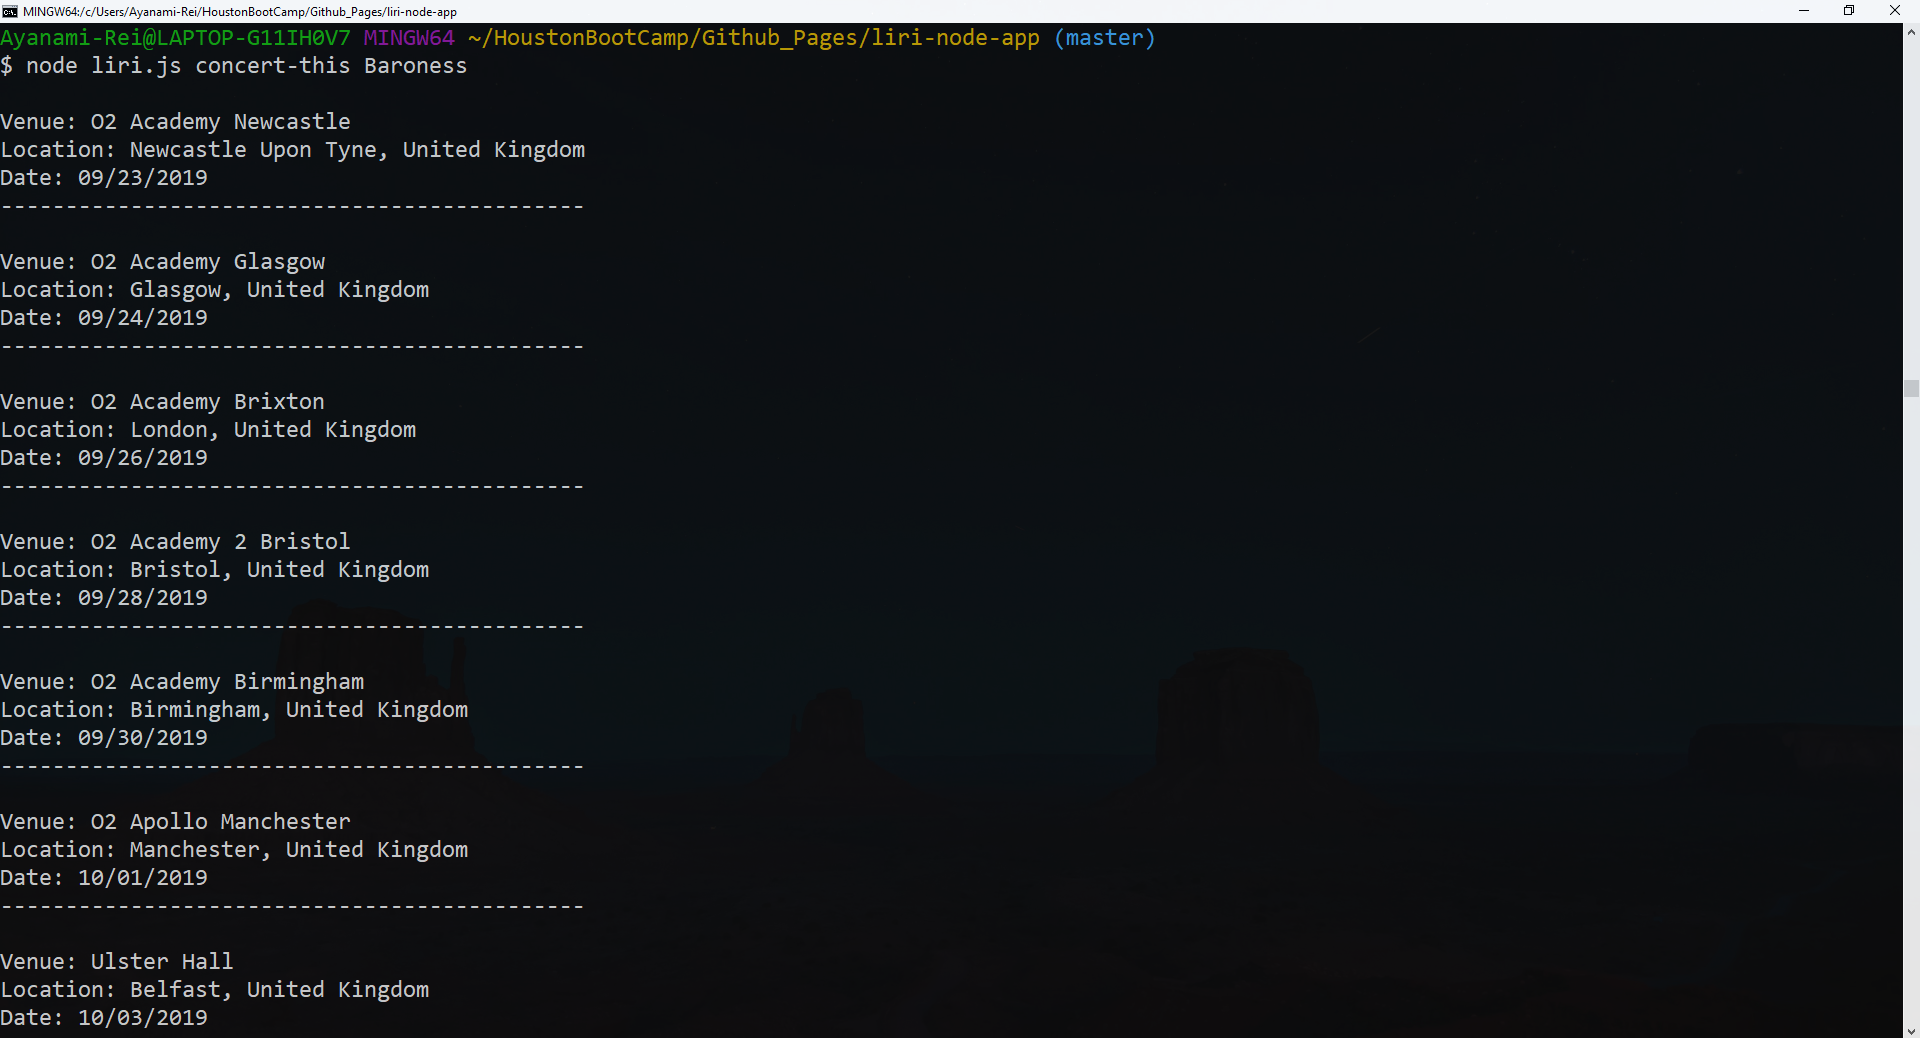 MINGW64:/c/Users/Ayanami-Rei/HoustonBootCamp/Github_Pages/liri-node-app
Ayanami-Rei@LAPTOP-G11IH0V7 MINGW64 ~/HoustonBootCamp/Github_Pages/liri-node-app (master)
$ node liri.js concert-this Baroness
Venue: O2 Academy Newcastle
Location: Newcastle Upon Tyne, United Kingdom
Date: 09/23/2019
---------------------------------------------
Venue: O2 Academy Glasgow
Location: Glasgow, United Kingdom
Date: 09/24/2019
---------------------------------------------
Venue: O2 Academy Brixton
Location: London, United Kingdom
Date: 09/26/2019
---------------------------------------------
Venue: O2 Academy 2 Bristol
Location: Bristol, United Kingdom
Date: 09/28/2019
---------------------------------------------
Venue: O2 Academy Birmingham
Location: Birmingham, United Kingdom
Date: 09/30/2019
---------------------------------------------
Venue: O2 Apollo Manchester
Location: Manchester, United Kingdom
Date: 10/01/2019
---------------------------------------------
Venue: Ulster Hall
Location: Belfast, United Kingdom
Date: 10/03/2019